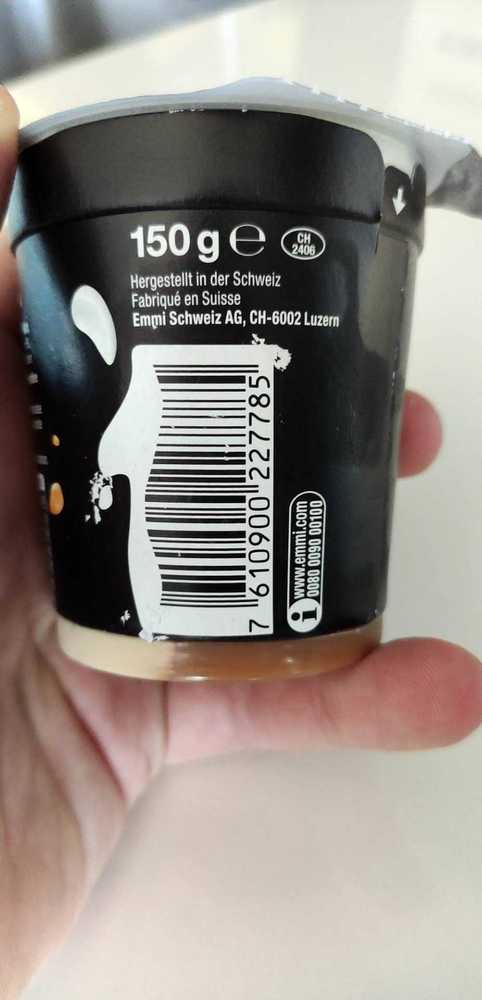 150 g ℮
CH
2406
Hergestellt in der Schweiz
Fabriqué en Suisse
Emmi Schweiz AG, CH-6002 Luzern
7 610900 227785
i www.emmi.com
0080 0090 00100